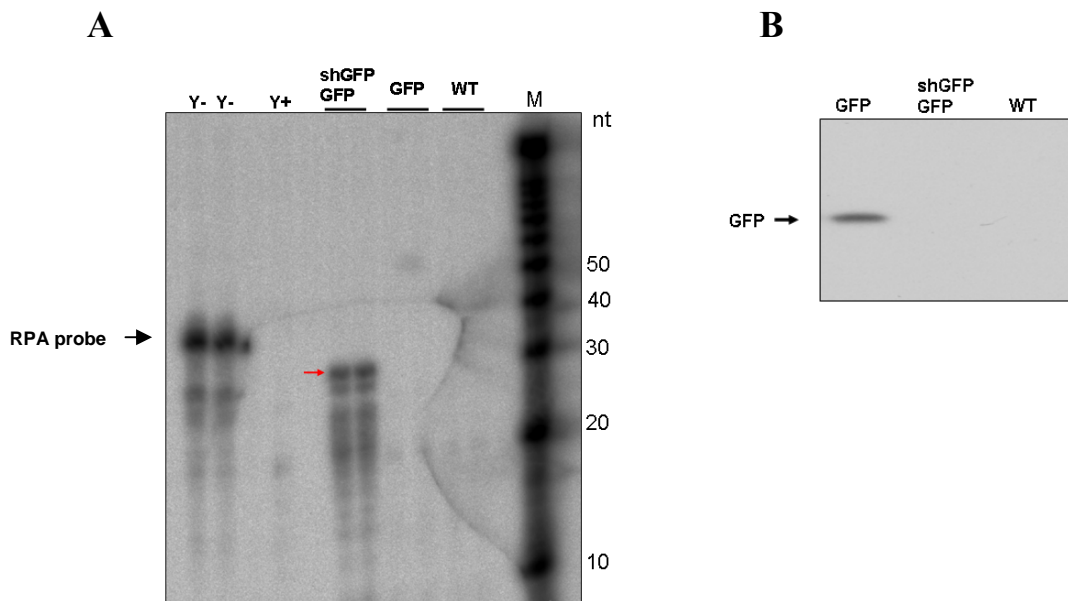 A
Y- Y- Y+ shGFP GFP GFP WT M
nt
50
40
RPA probe
30
20
10
B
GFP shGFP GFP WT
GFP